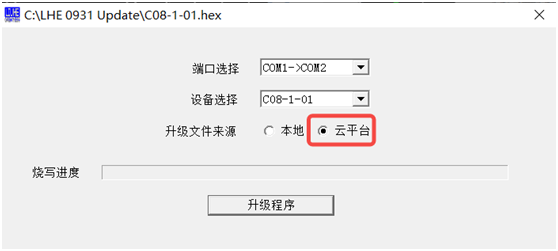 LHE C:\LHE 0931 Update\C08-1-01.hex
端口选择 COM1->COM2
设备选择 C08-1-01
升级文件来源 本地 云平台
烧写进度
升级程序